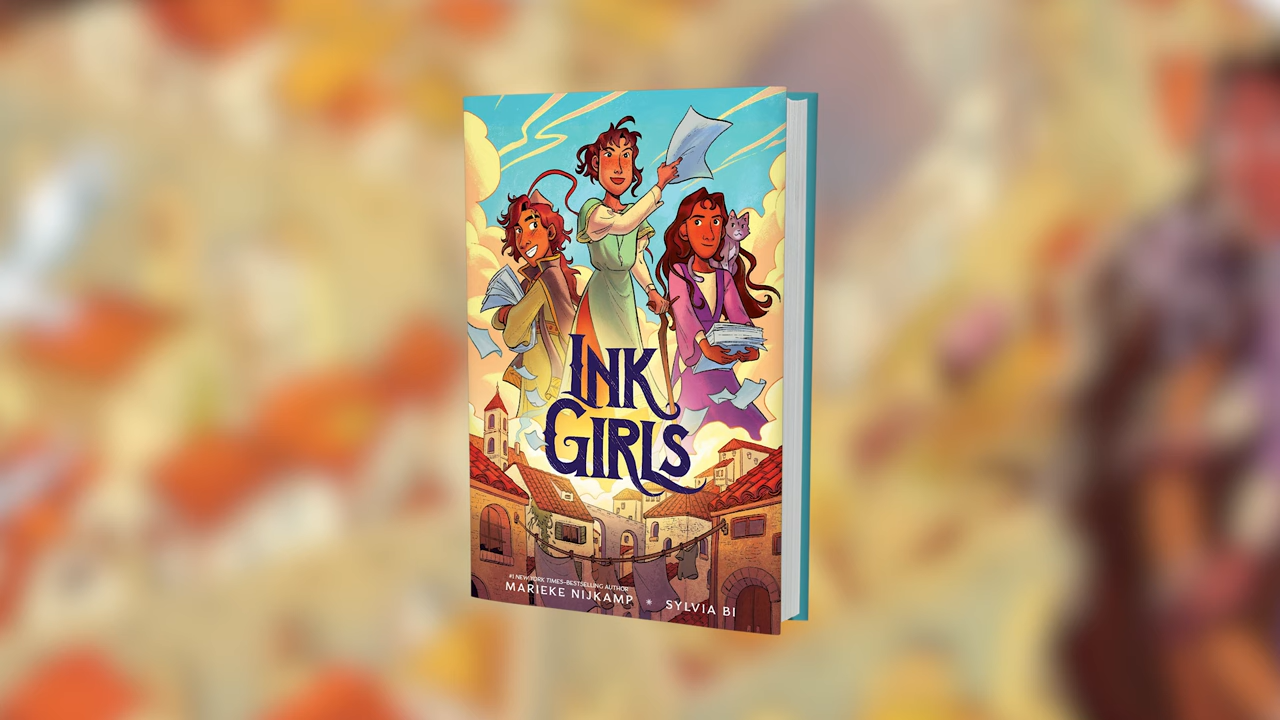 INK
GIRLS
#1 NEW YORK TIMES–BESTSELLING AUTHOR
MARIEKE NIJKAMP * SYLVIA BI